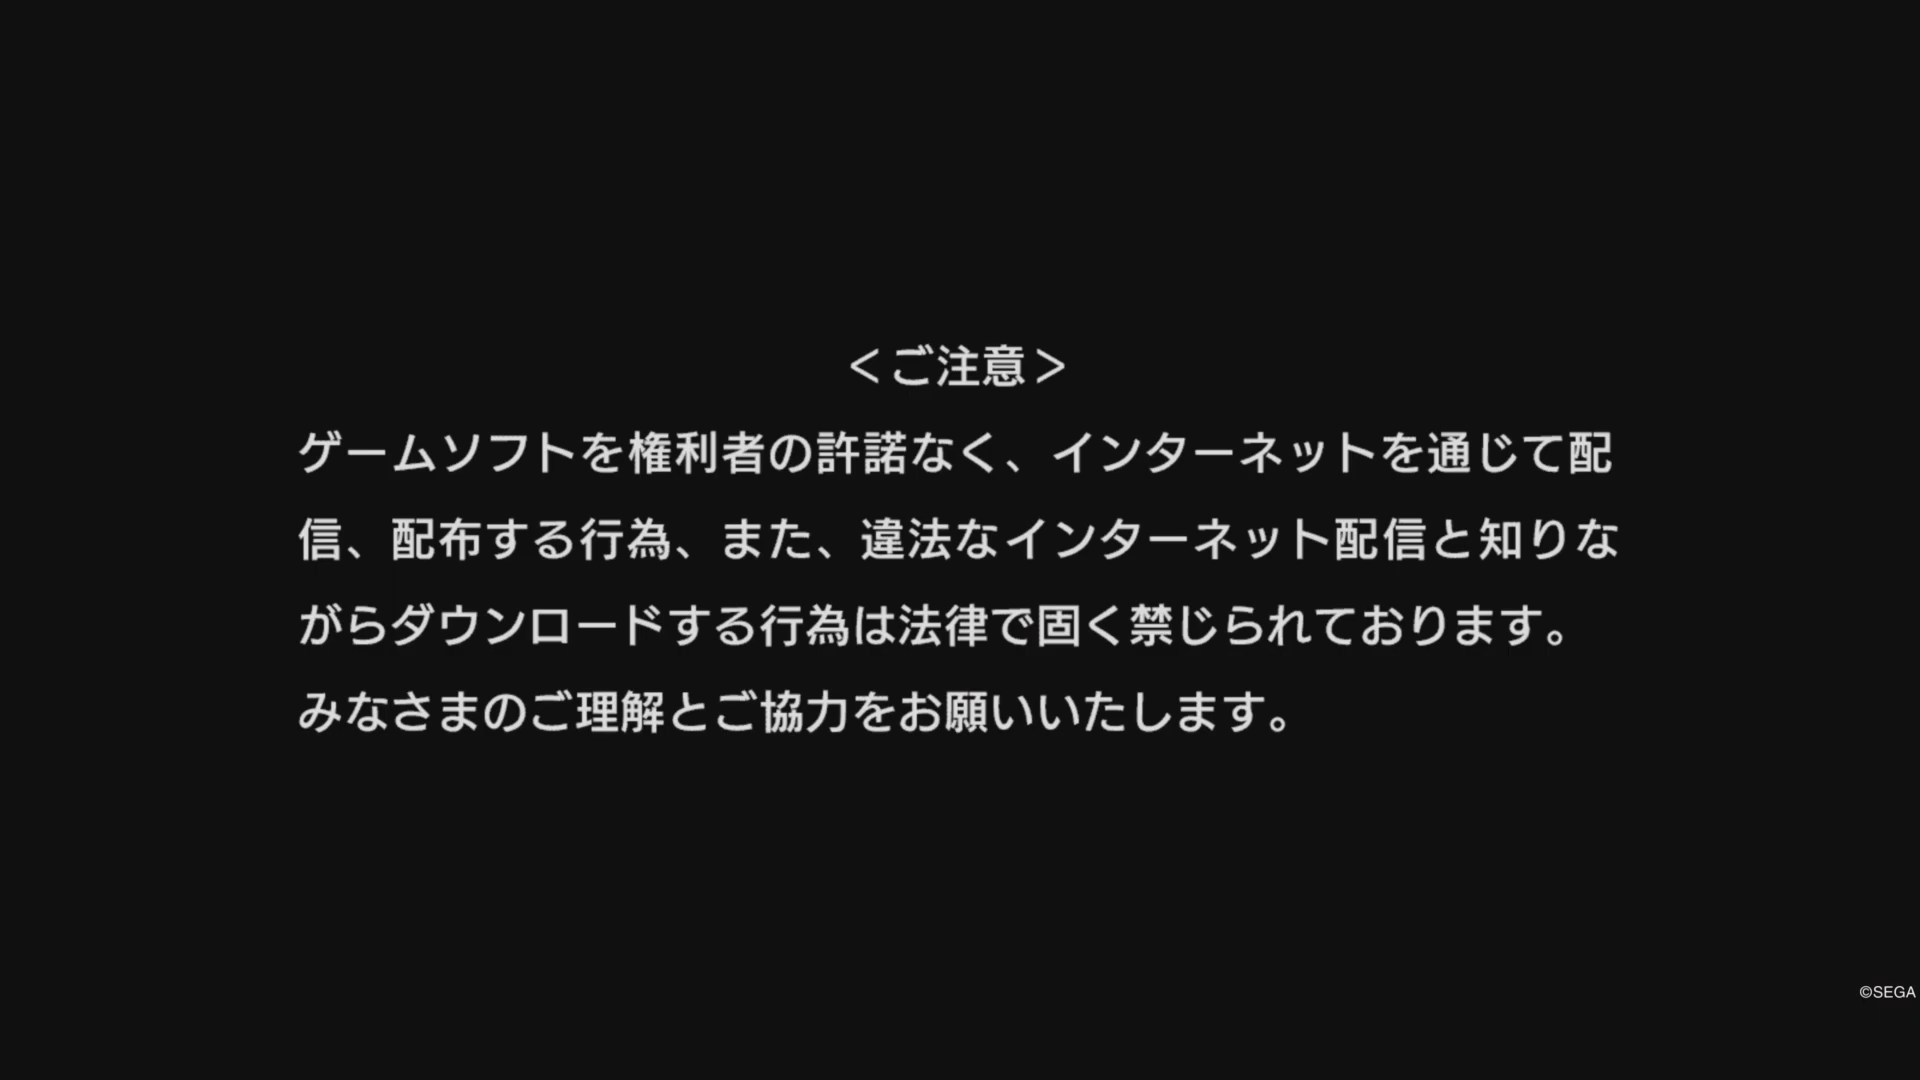 ＜ご注意＞
ゲームソフトを権利者の許諾なく、インターネットを通じて配
信、配布する行為、また、違法なインターネット配信と知りな
がらダウンロードする行為は法律で固く禁じられております。
みなさまのご理解とご協力をお願いいたします。
©SEGA